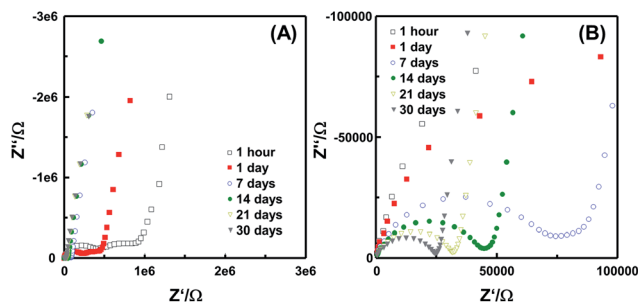 (A)
-3e6
-2e6
-1e6
0
Z''/Ω
1 hour
1 day
7 days
14 days
21 days
30 days
0 1e6 2e6 3e6
Z'/Ω
(B)
-100000
-50000
0
Z''/Ω
1 hour
1 day
7 days
14 days
21 days
30 days
0 50000 100000
Z'/Ω